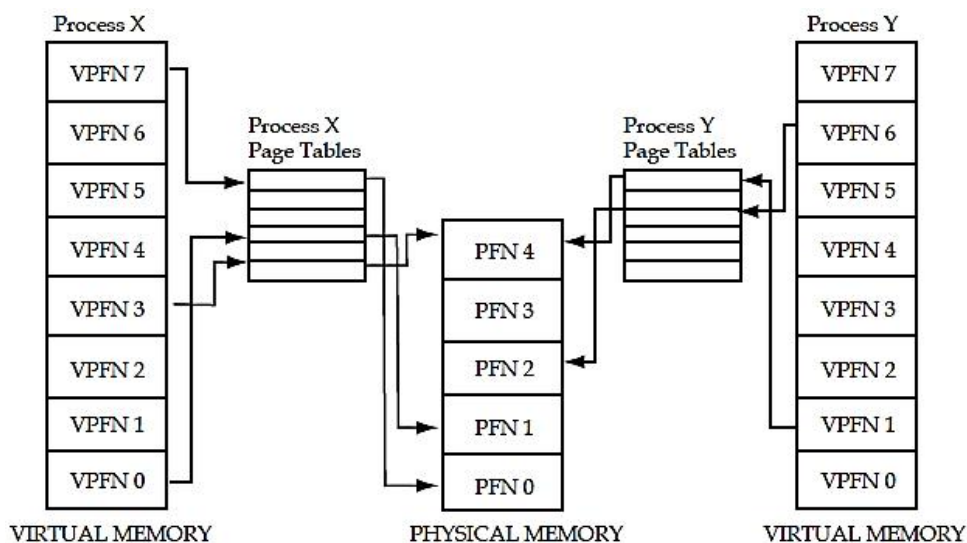 Process X
VPFN 7
VPFN 6
VPFN 5
VPFN 4
VPFN 3
VPFN 2
VPFN 1
VPFN 0
VIRTUAL MEMORY
Process X
Page Tables
PFN 4
PFN 3
PFN 2
PFN 1
PFN 0
PHYSICAL MEMORY
Process Y
Page Tables
Process Y
VPFN 7
VPFN 6
VPFN 5
VPFN 4
VPFN 3
VPFN 2
VPFN 1
VPFN 0
VIRTUAL MEMORY